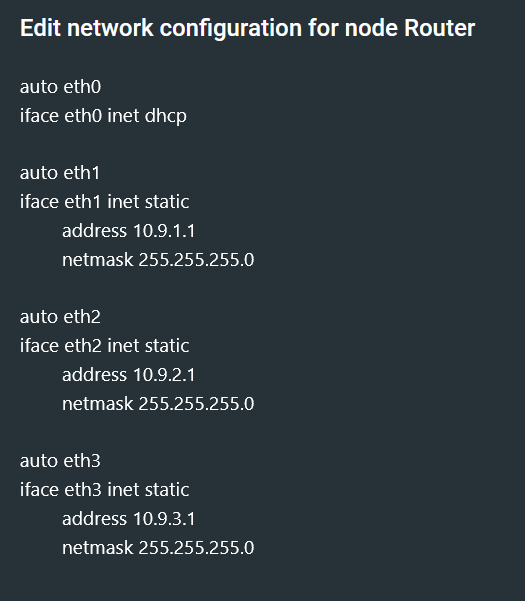 Edit network configuration for node Router
auto eth0
iface eth0 inet dhcp
auto eth1
iface eth1 inet static
address 10.9.1.1
netmask 255.255.255.0
auto eth2
iface eth2 inet static
address 10.9.2.1
netmask 255.255.255.0
auto eth3
iface eth3 inet static
address 10.9.3.1
netmask 255.255.255.0